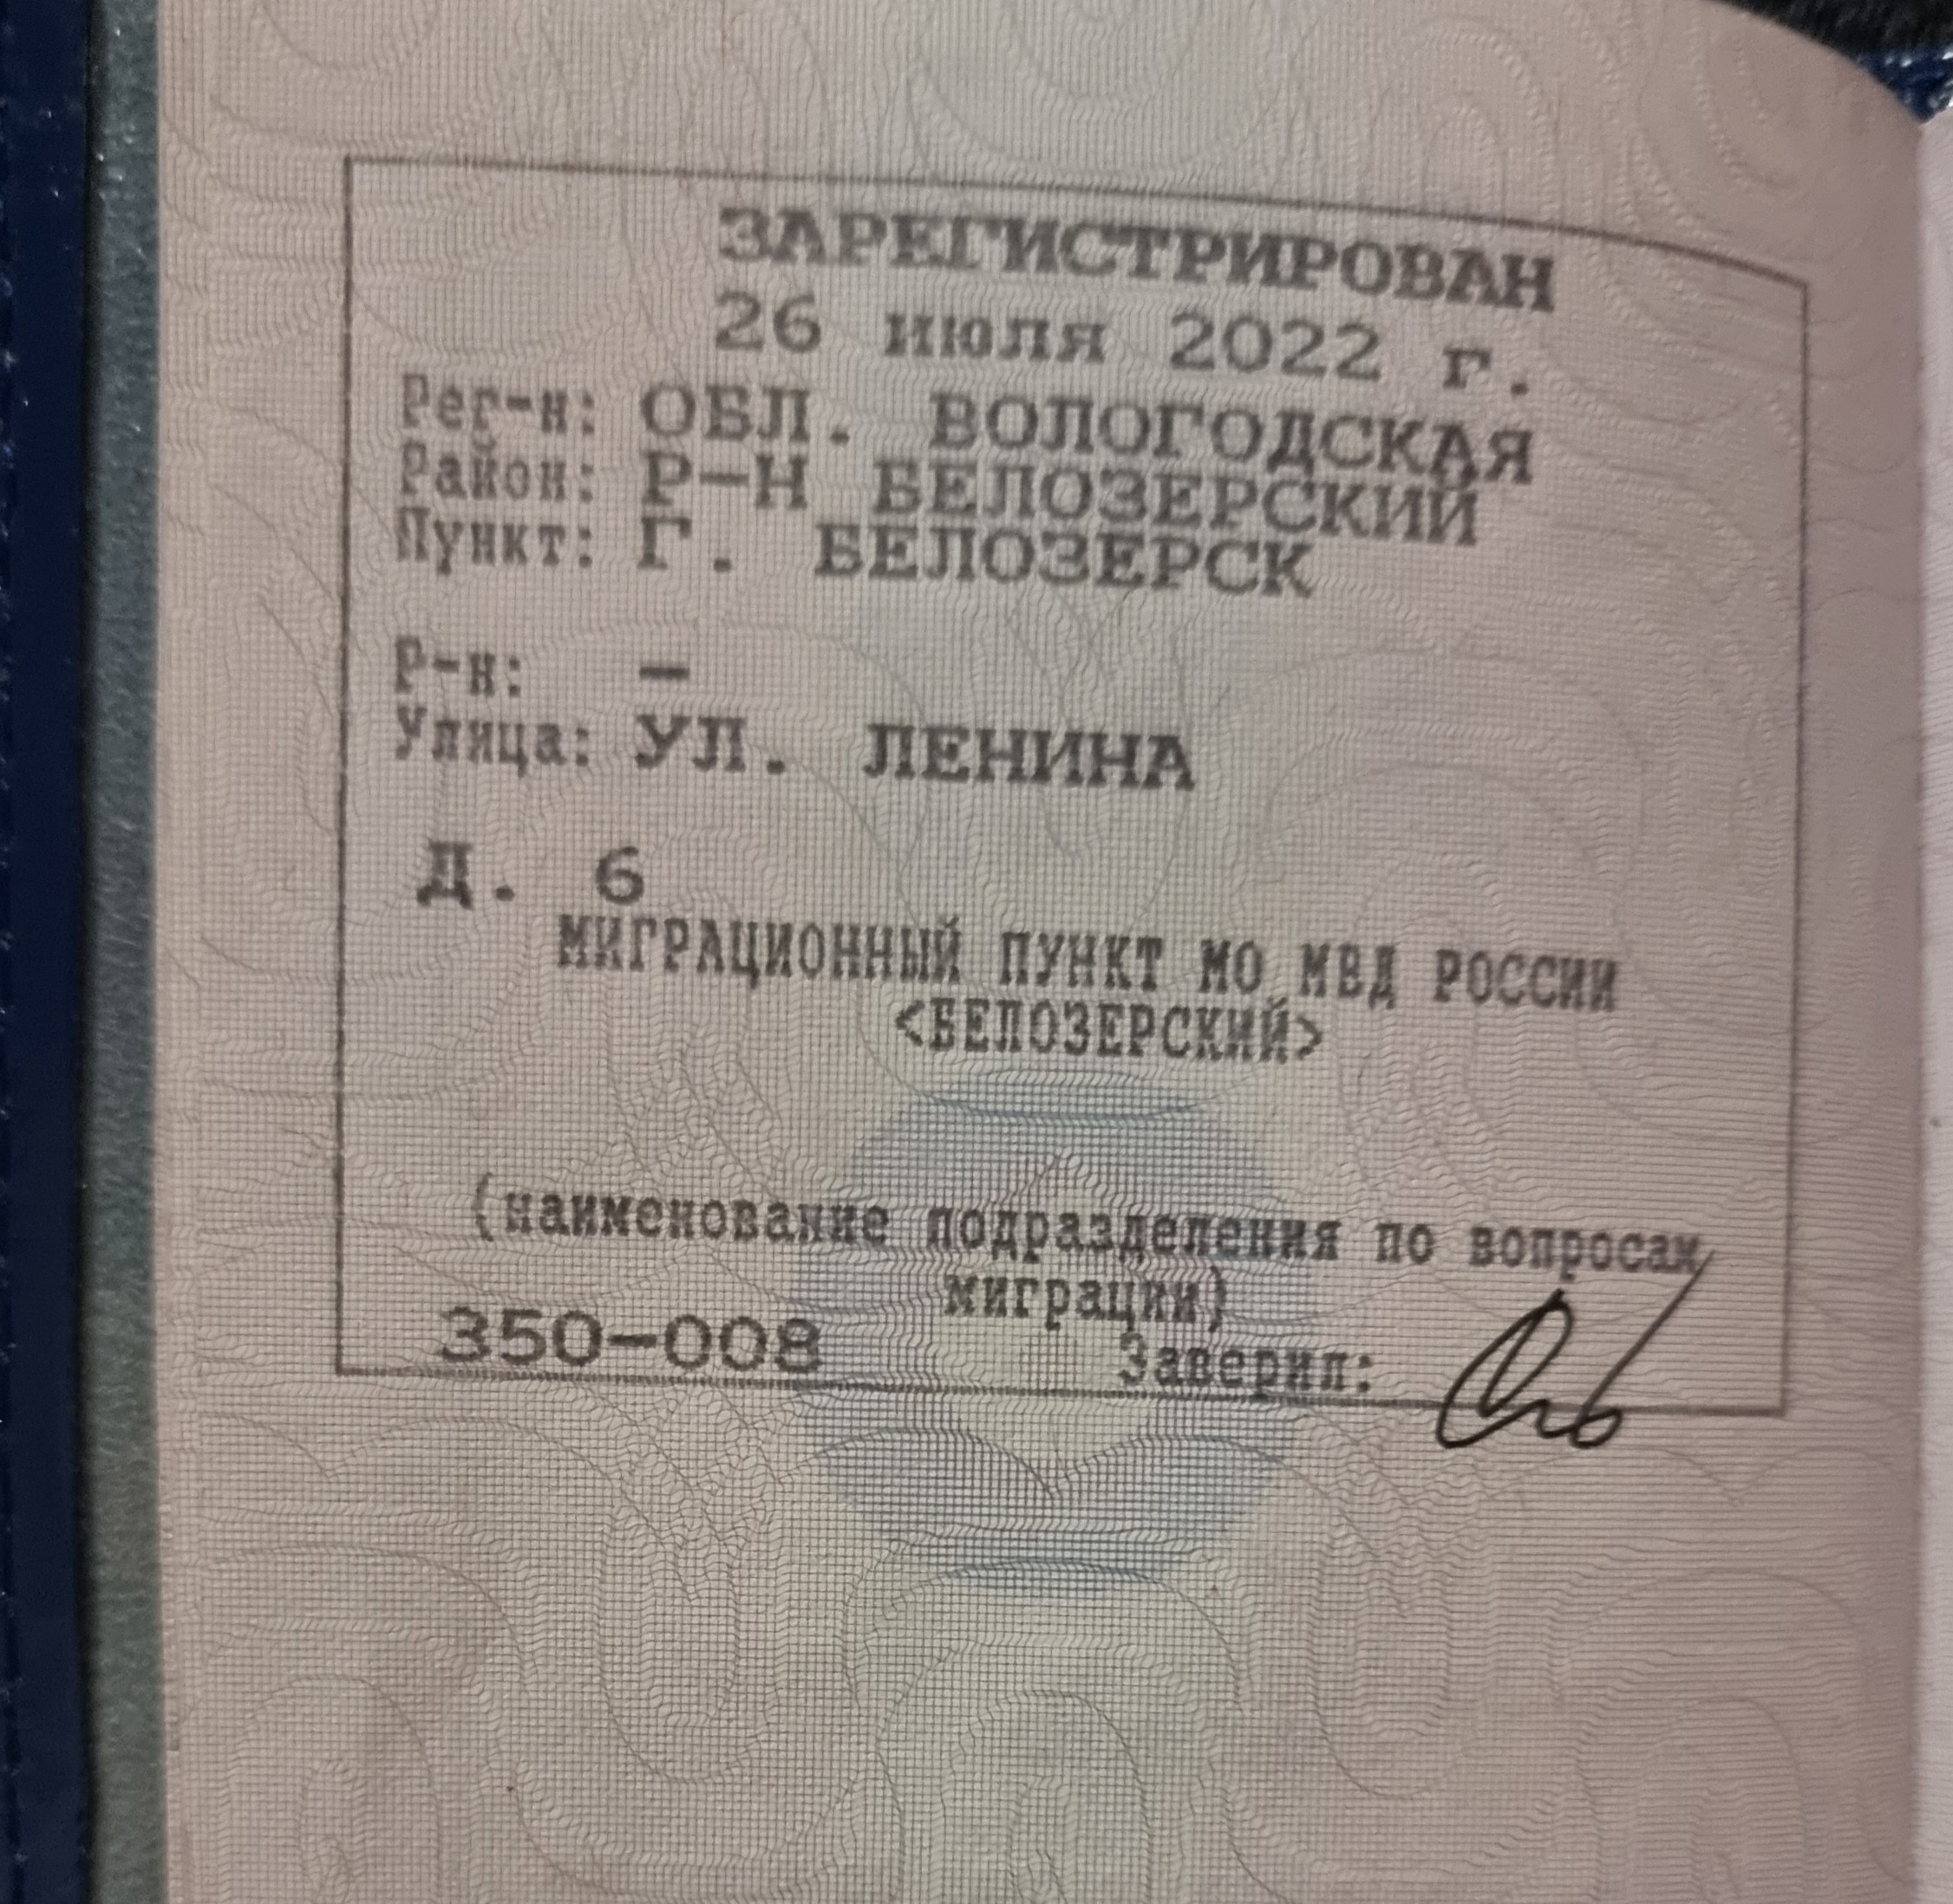 ЗАРЕГИСТРИРОВАН
26 июля 2022 г.
Рег-н: ОБЛ. ВОЛОГОДСКАЯ
Район: Р-Н БЕЛОЗЕРСКИЙ
Пункт: Г. БЕЛОЗЕРСК
Р-н: –
Улица: УЛ. ЛЕНИНА
Д. 6
МИГРАЦИОННЫЙ ПУНКТ МО МВД РОССИИ
<БЕЛОЗЕРСКИЙ>
(наименование подразделения по вопросам
миграции)
350-008
Заверил: